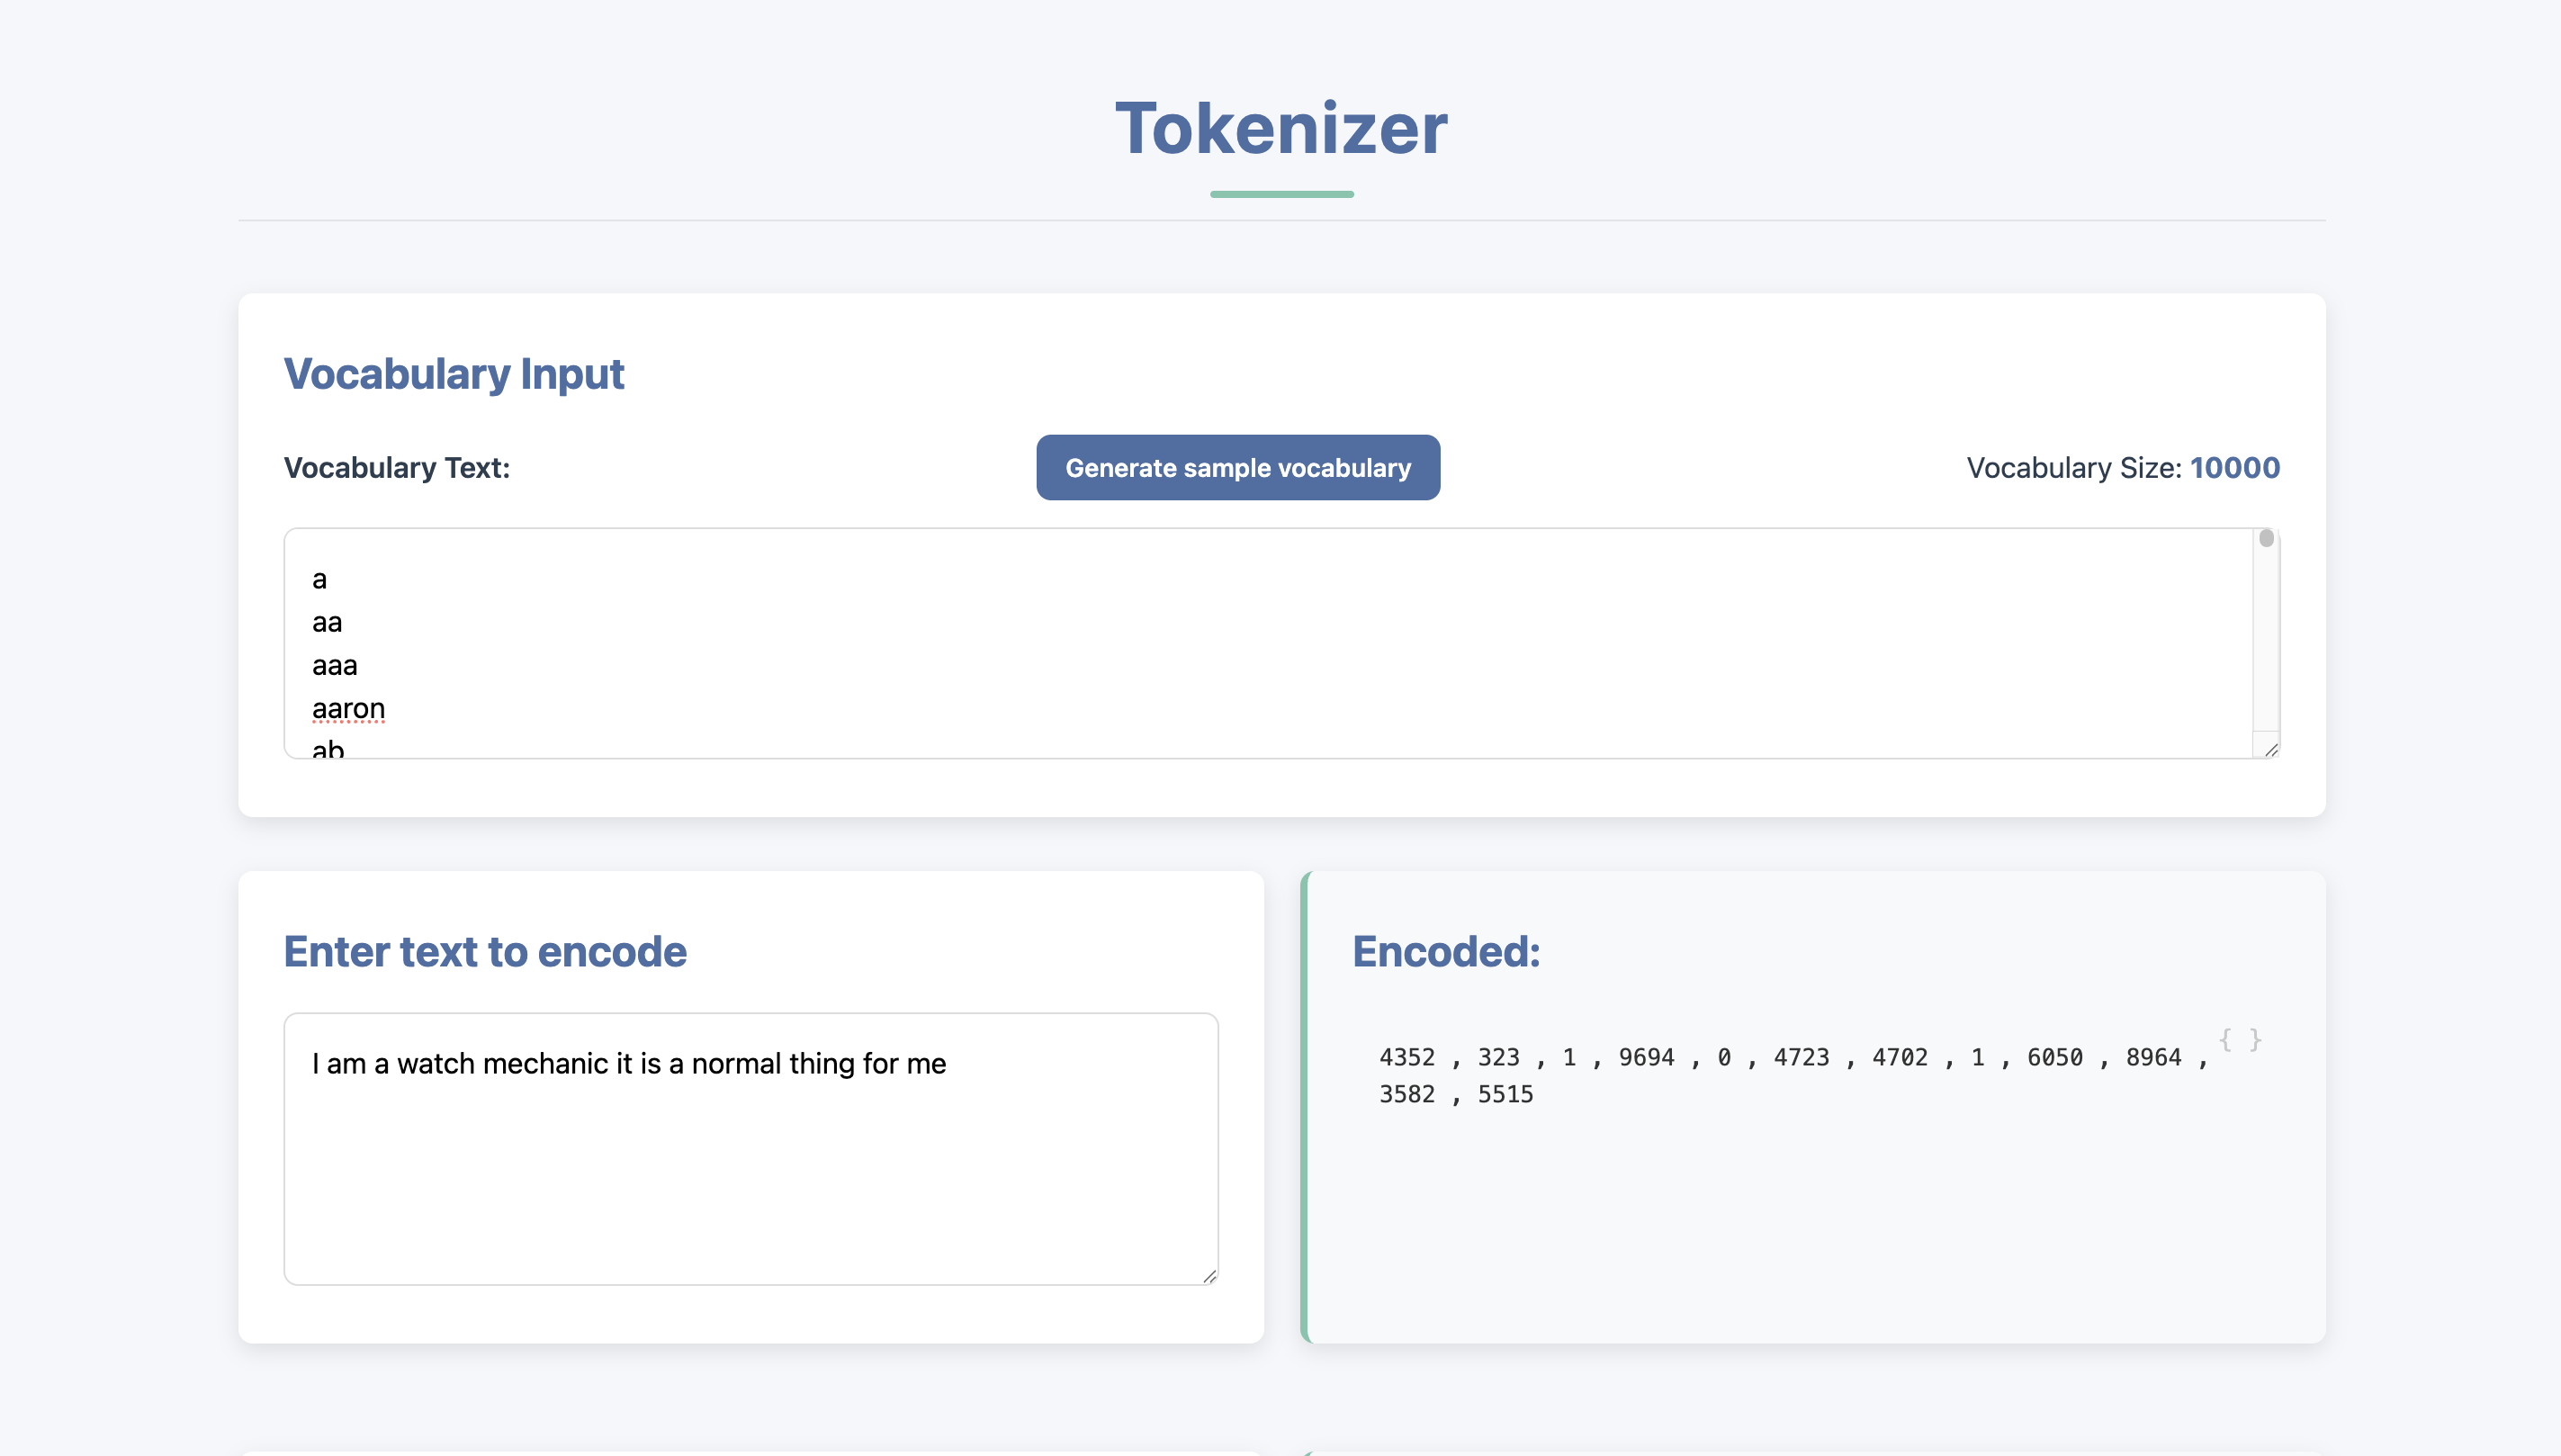 Tokenizer
Vocabulary Input
Vocabulary Text:
Generate sample vocabulary
Vocabulary Size: 10000
a
aa
aaa
aaron
ab
Enter text to encode
I am a watch mechanic it is a normal thing for me
Encoded:
{ }
4352 , 323 , 1 , 9694 , 0 , 4723 , 4702 , 1 , 6050 , 8964 ,
3582 , 5515